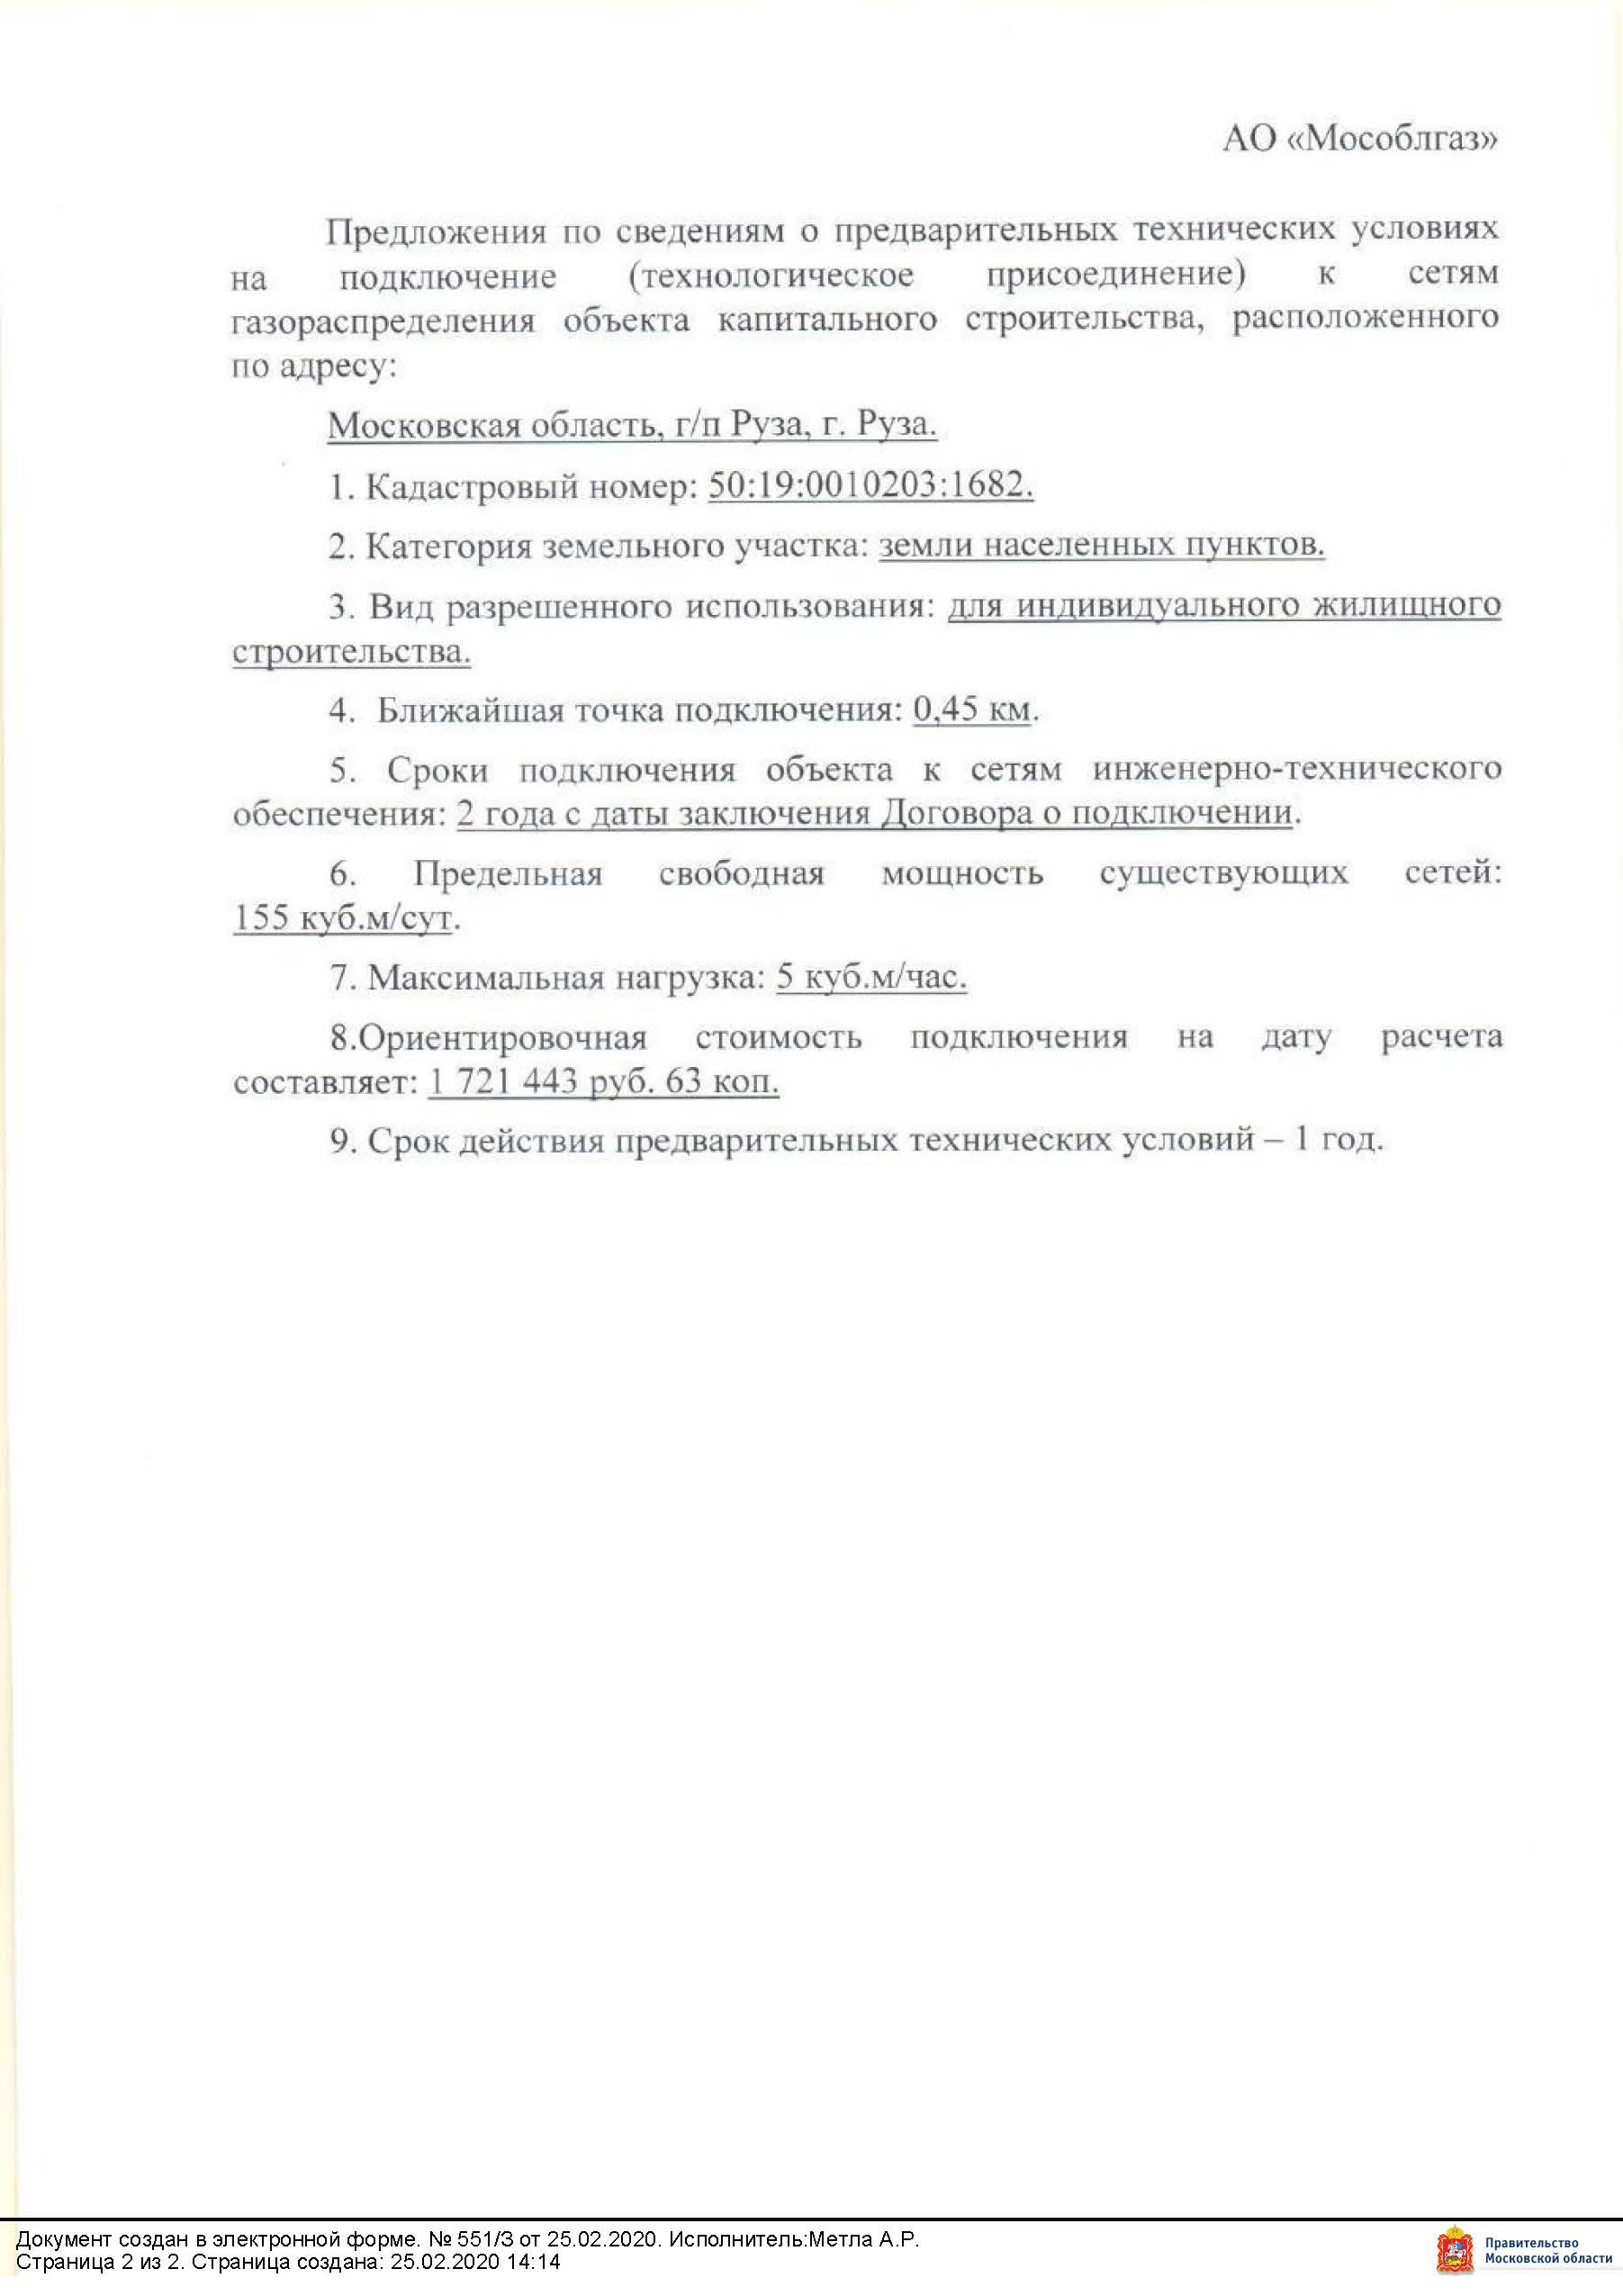 АО «Мособлгаз»
Предложения по сведениям о предварительных технических условиях
на подключение (технологическое присоединение) к сетям
газораспределения объекта капитального строительства, расположенного
по адресу:
Московская область, г/п Руза, г. Руза.
1. Кадастровый номер: 50:19:0010203:1682.
2. Категория земельного участка: земли населенных пунктов.
3. Вид разрешенного использования: для индивидуального жилищного
строительства.
4. Ближайшая точка подключения: 0,45 км.
5. Сроки подключения объекта к сетям инженерно-технического
обеспечения: 2 года с даты заключения Договора о подключении.
6. Предельная свободная мощность существующих сетей:
155 куб.м/сут.
7. Максимальная нагрузка: 5 куб.м/час.
8.Ориентировочная стоимость подключения на дату расчета
составляет: 1 721 443 руб. 63 коп.
9. Срок действия предварительных технических условий – 1 год.
Документ создан в электронной форме. № 551/3 от 25.02.2020. Исполнитель:Метла А.Р.
Страница 2 из 2. Страница создана: 25.02.2020 14:14
Правительство
Московской области